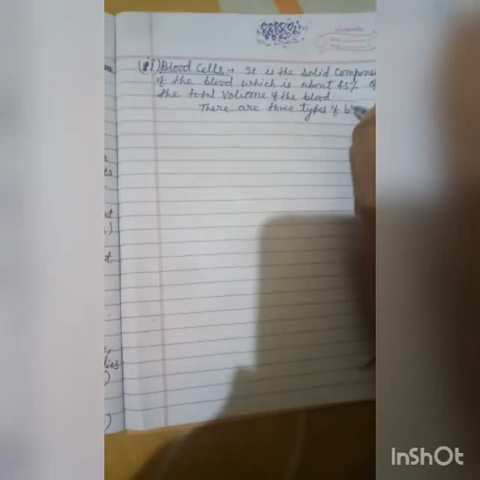 (ii) Blood Cells → It is the solid compone
of the blood which is about 45% of
the total volume of the blood.
There are three types of b
InShOt